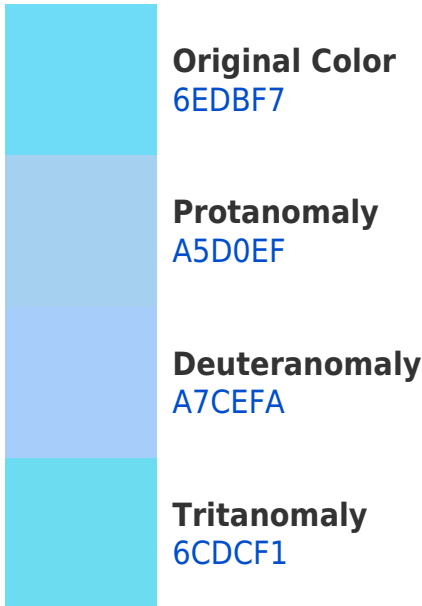 Original Color
6EDBF7
Protanomaly
A5D0EF
Deuteranomaly
A7CEFA
Tritanomaly
6CDCF1